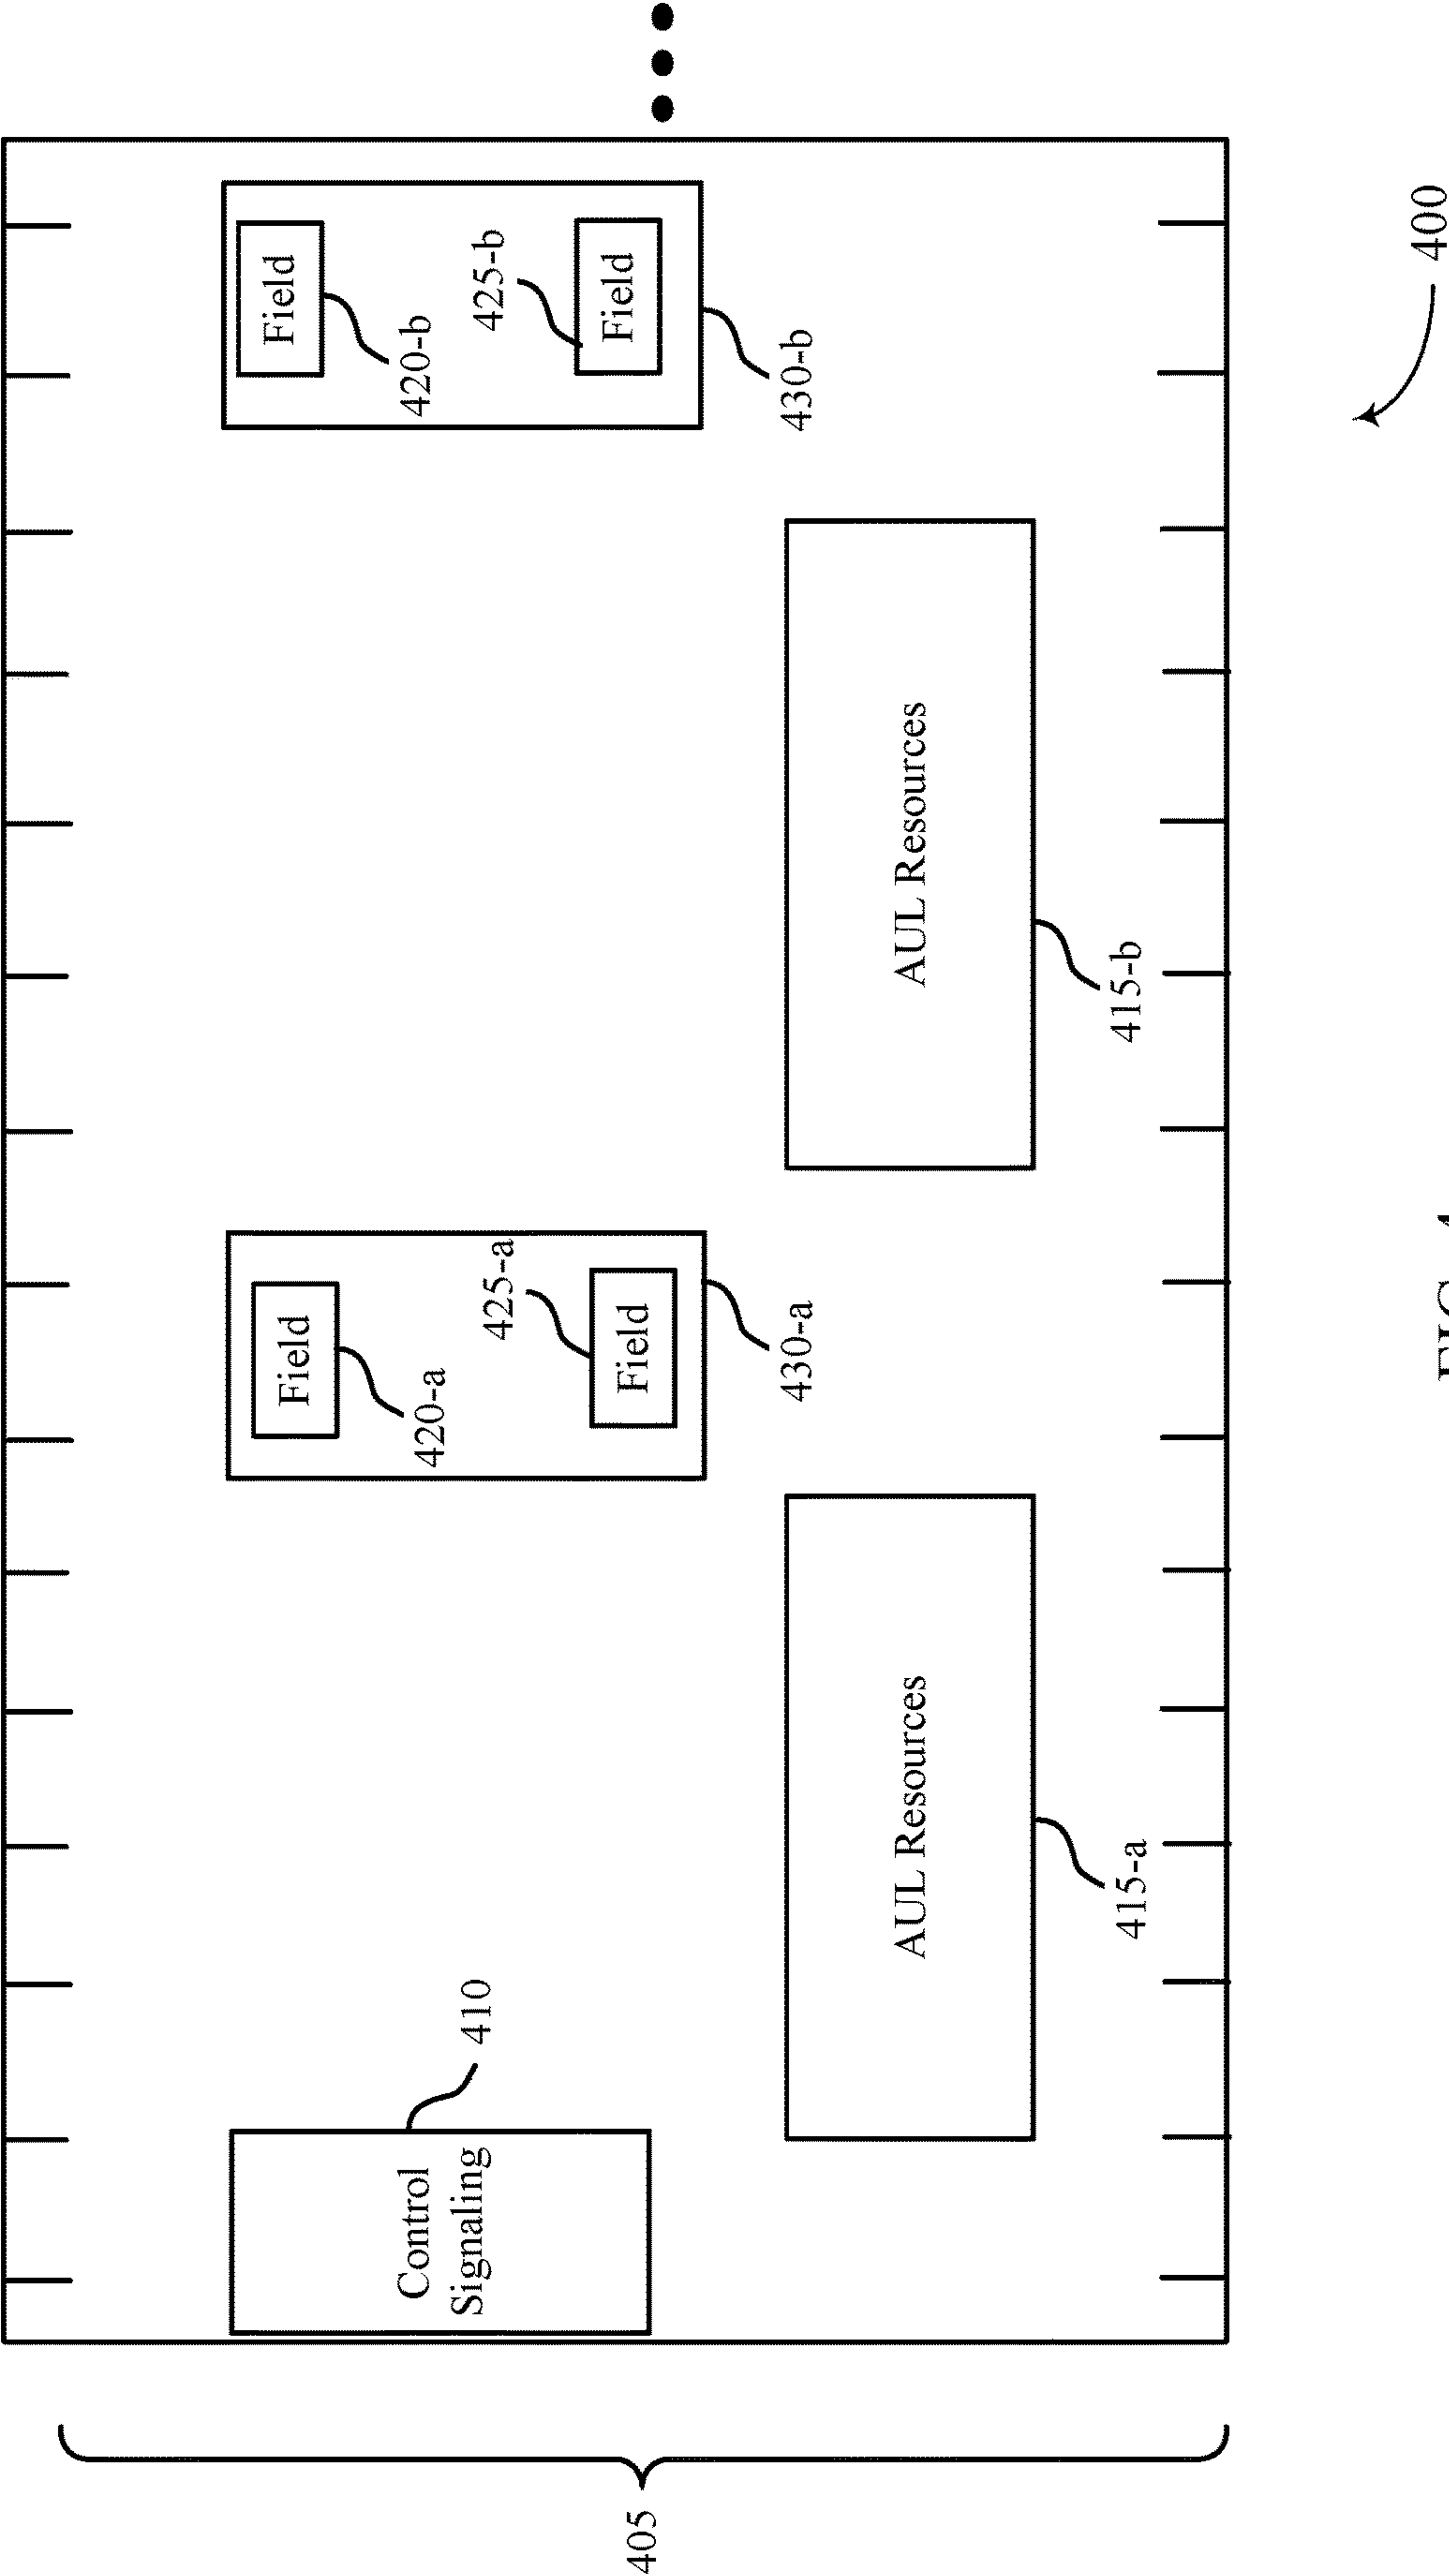 405
Control
Signaling
410
AUL Resources
415-a
Field
420-a
425-a
Field
430-a
AUL Resources
415-b
Field
420-b
425-b
Field
430-b
400